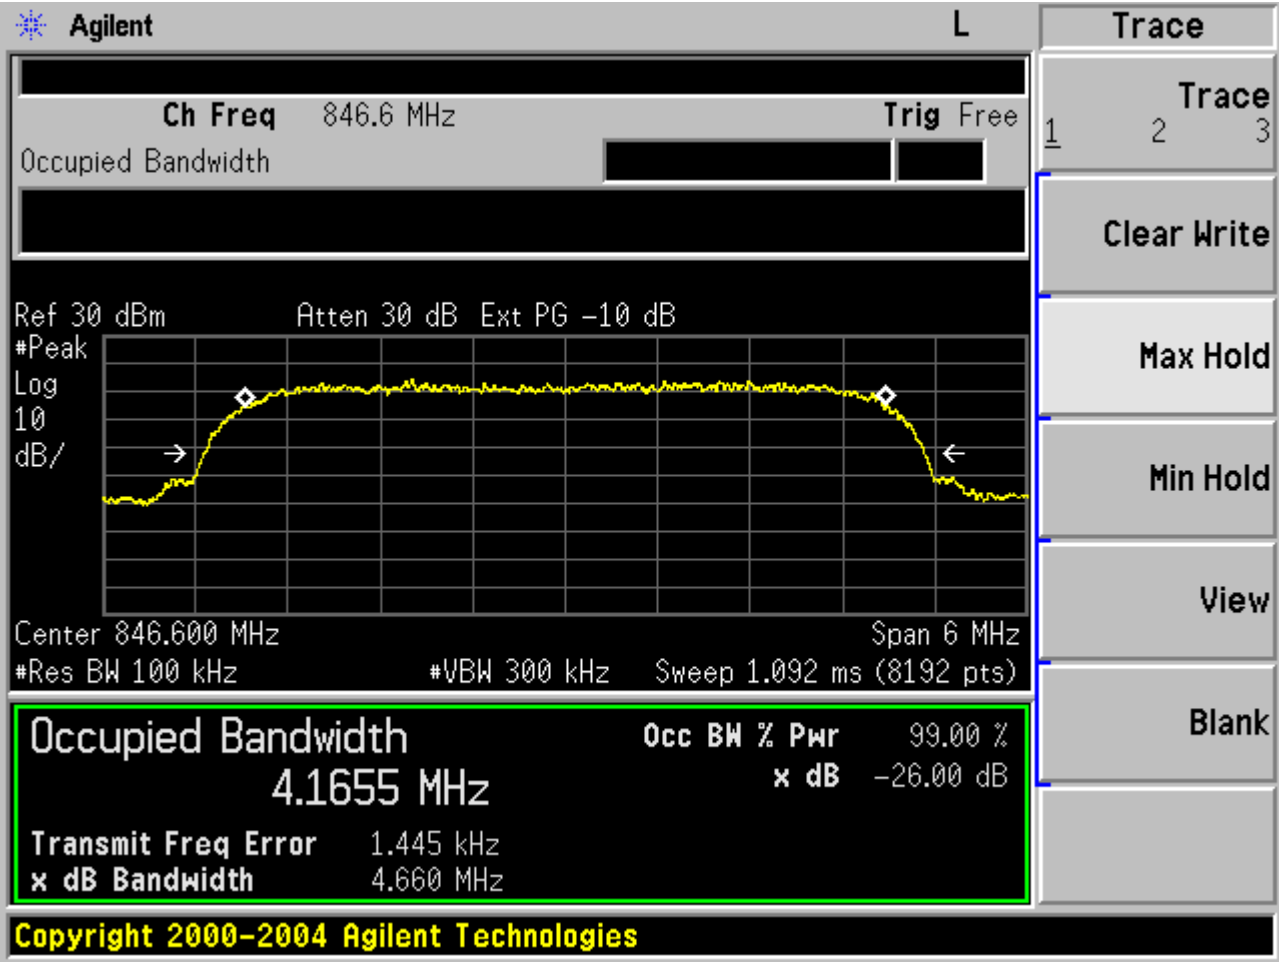 Agilent L Trace
Ch Freq 846.6 MHz Trig Free
Occupied Bandwidth
Trace
1 2 3
Clear Write
Max Hold
Min Hold
View
Blank
Ref 30 dBm Atten 30 dB Ext PG -10 dB
#Peak
Log
10
dB/
Center 846.600 MHz Span 6 MHz
#Res BW 100 kHz #VBW 300 kHz Sweep 1.092 ms (8192 pts)
Occupied Bandwidth Occ BW % Pwr 99.00 %
4.1655 MHz x dB -26.00 dB
Transmit Freq Error 1.445 kHz
x dB Bandwidth 4.660 MHz
Copyright 2000-2004 Agilent Technologies